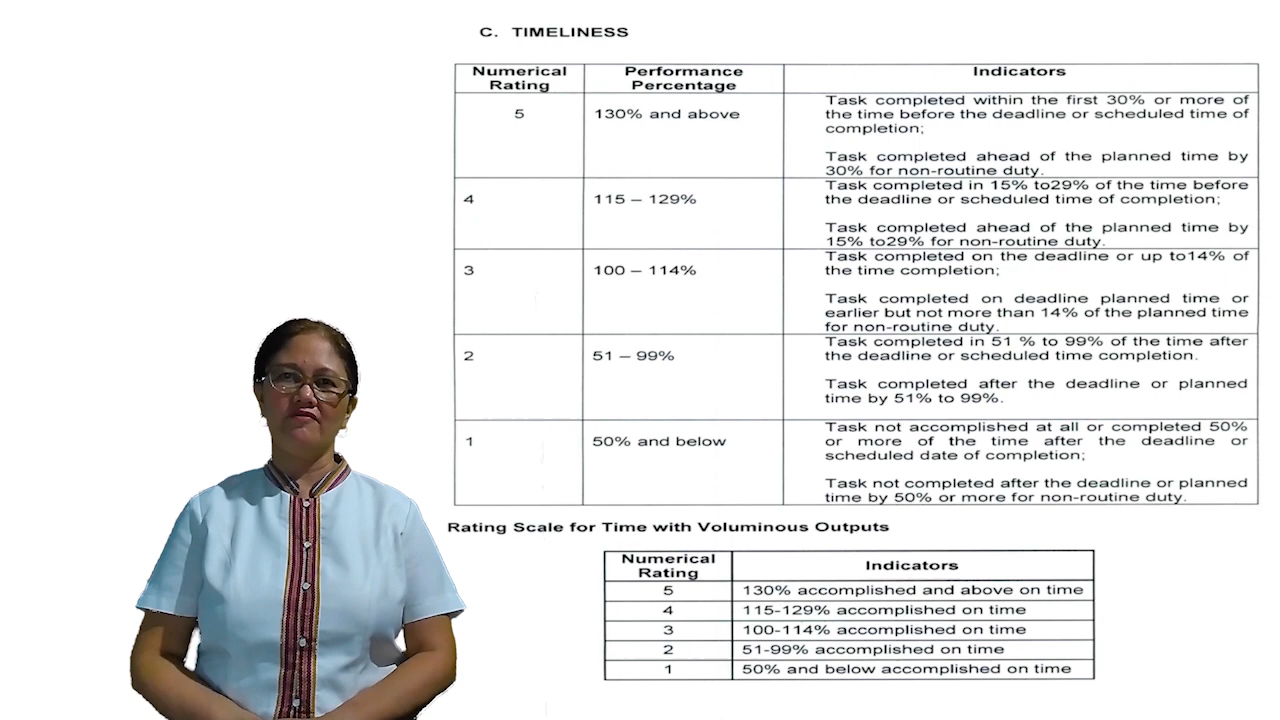 C. TIMELINESS
Numerical Rating
Performance Percentage
Indicators
5
130% and above
Task completed within the first 30% or more of
the time before the deadline or scheduled time of
completion;
Task completed ahead of the planned time by
30% for non-routine duty.
4
115 – 129%
Task completed in 15% to29% of the time before
the deadline or scheduled time of completion;
Task completed ahead of the planned time by
15% to29% for non-routine duty.
3
100 – 114%
Task completed on the deadline or up to14% of
the time completion;
Task completed on deadline planned time or
earlier but not more than 14% of the planned time
for non-routine duty.
2
51 – 99%
Task completed in 51 % to 99% of the time after
the deadline or scheduled time completion.
Task completed after the deadline or planned
time by 51% to 99%.
1
50% and below
Task not accomplished at all or completed 50%
or more of the time after the deadline or
scheduled date of completion;
Task not completed after the deadline or planned
time by 50% or more for non-routine duty.
Rating Scale for Time with Voluminous Outputs
Numerical Rating
Indicators
5
130% accomplished and above on time
4
115-129% accomplished on time
3
100-114% accomplished on time
2
51-99% accomplished on time
1
50% and below accomplished on time